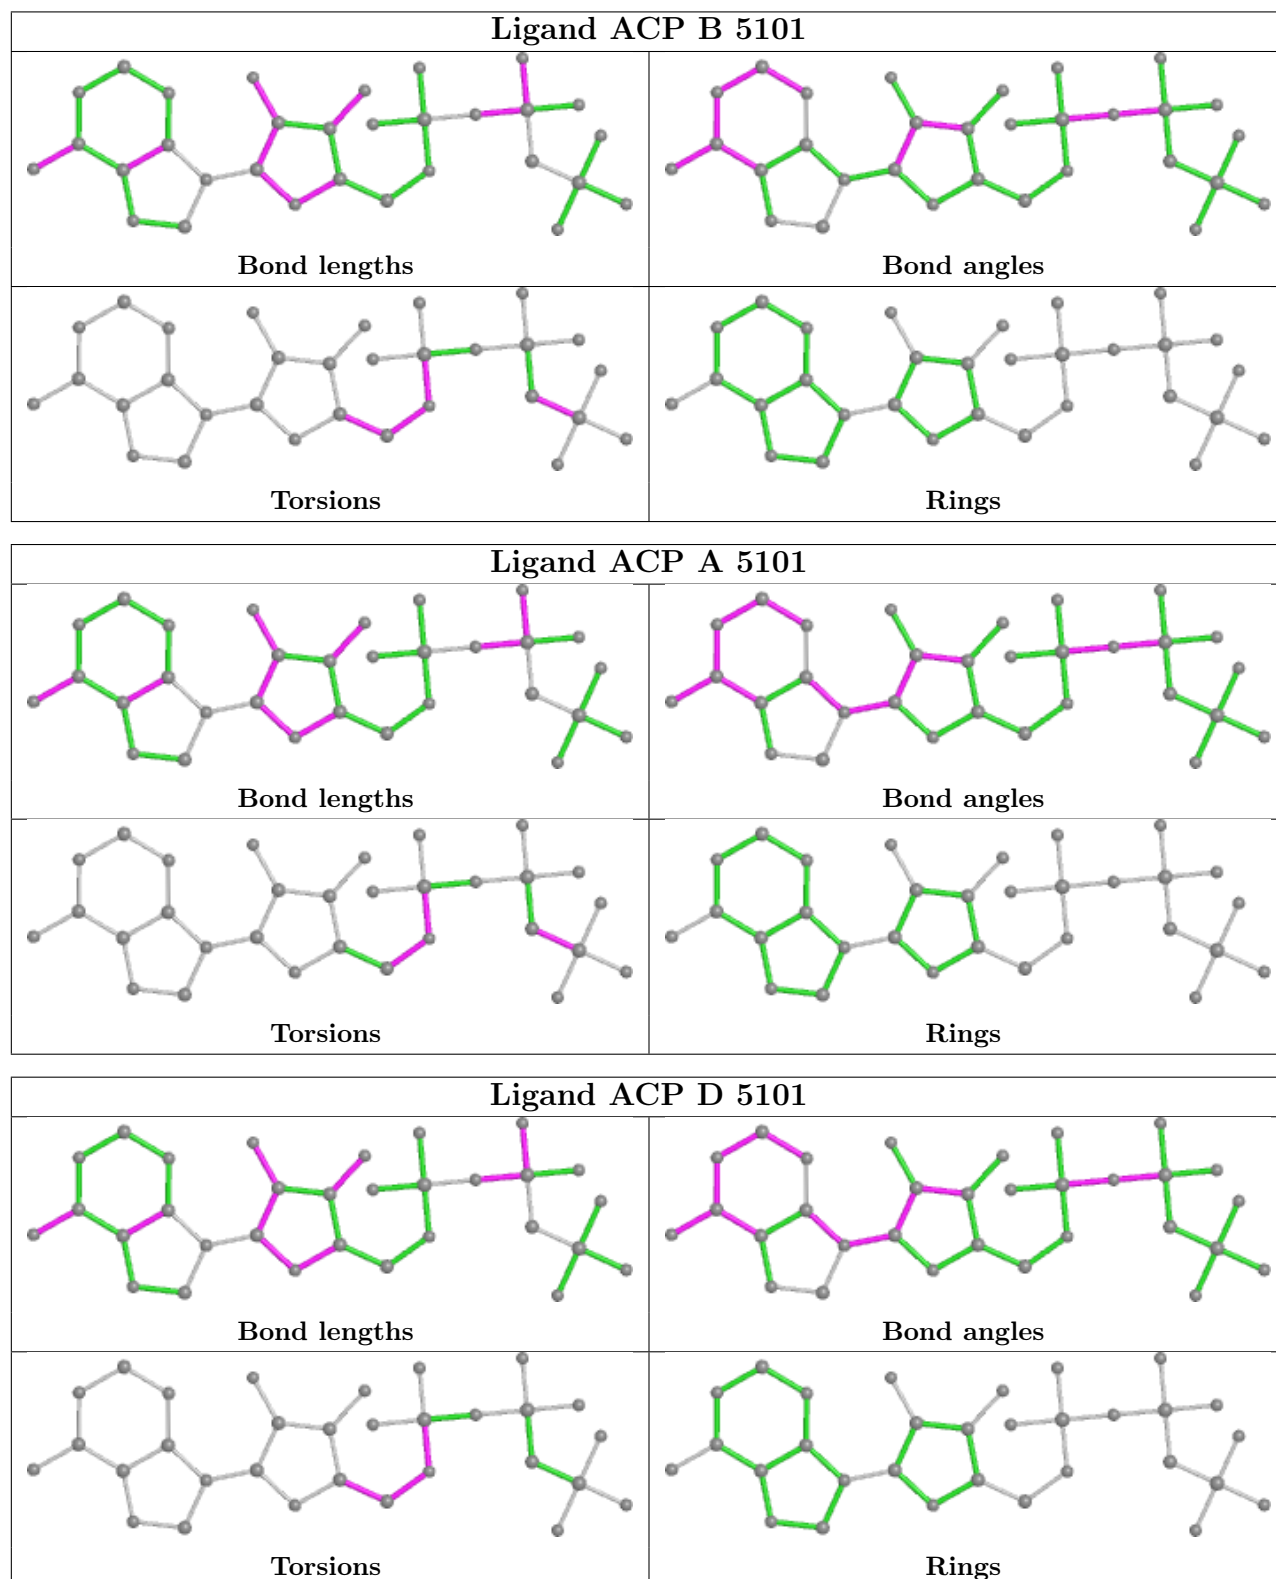 Ligand ACP B 5101
Bond lengths
Bond angles
Torsions
Rings
Ligand ACP A 5101
Bond lengths
Bond angles
Torsions
Rings
Ligand ACP D 5101
Bond lengths
Bond angles
Torsions
Rings